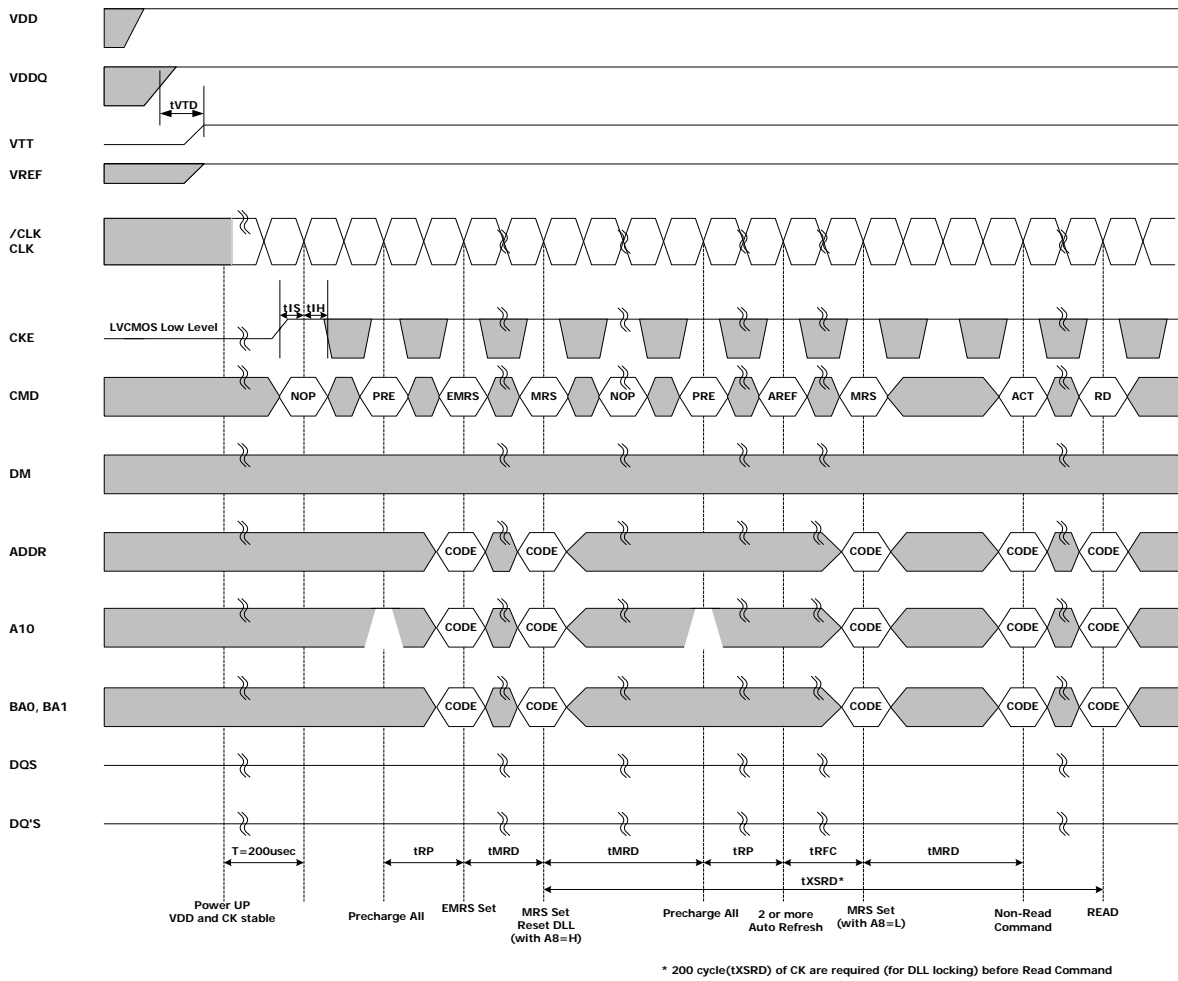 VDD
VDDQ
tVTD
VTT
VREF
/CLK
CLK
tIS tIH
LVCMOS Low Level
CKE
CMD NOP PRE EMRS MRS NOP PRE AREF MRS ACT RD
DM
ADDR CODE CODE CODE CODE CODE
A10 CODE CODE CODE CODE CODE
BA0, BA1 CODE CODE CODE CODE CODE
DQS
DQ'S
T=200usec tRP tMRD tMRD tRP tRFC tMRD
tXSRD*
Power UP
VDD and CK stable
Precharge All
EMRS Set
MRS Set
Reset DLL
(with A8=H)
Precharge All
2 or more
Auto Refresh
MRS Set
(with A8=L)
Non-Read
Command
READ
* 200 cycle(tXSRD) of CK are required (for DLL locking) before Read Command